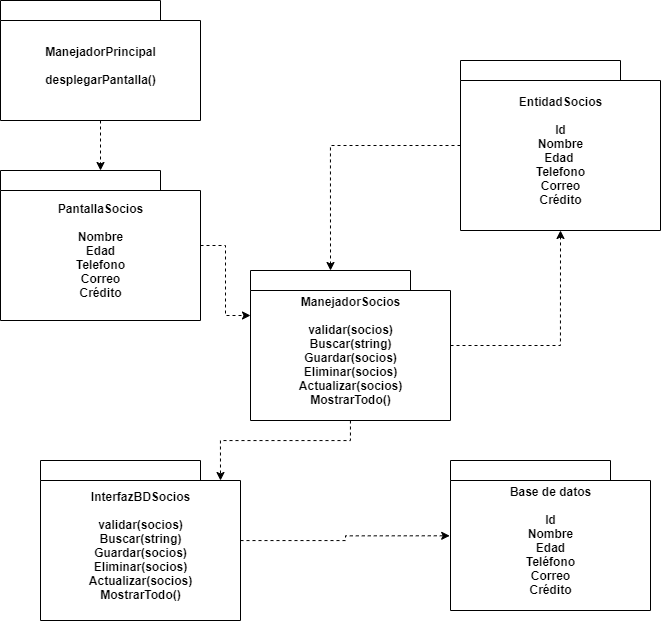 ManejadorPrincipal
desplegarPantalla()
EntidadSocios
Id
Nombre
Edad
Telefono
Correo
Crédito
PantallaSocios
Nombre
Edad
Telefono
Correo
Crédito
ManejadorSocios
validar(socios)
Buscar(string)
Guardar(socios)
Eliminar(socios)
Actualizar(socios)
MostrarTodo()
InterfazBDSocios
validar(socios)
Buscar(string)
Guardar(socios)
Eliminar(socios)
Actualizar(socios)
MostrarTodo()
Base de datos
Id
Nombre
Edad
Teléfono
Correo
Crédito